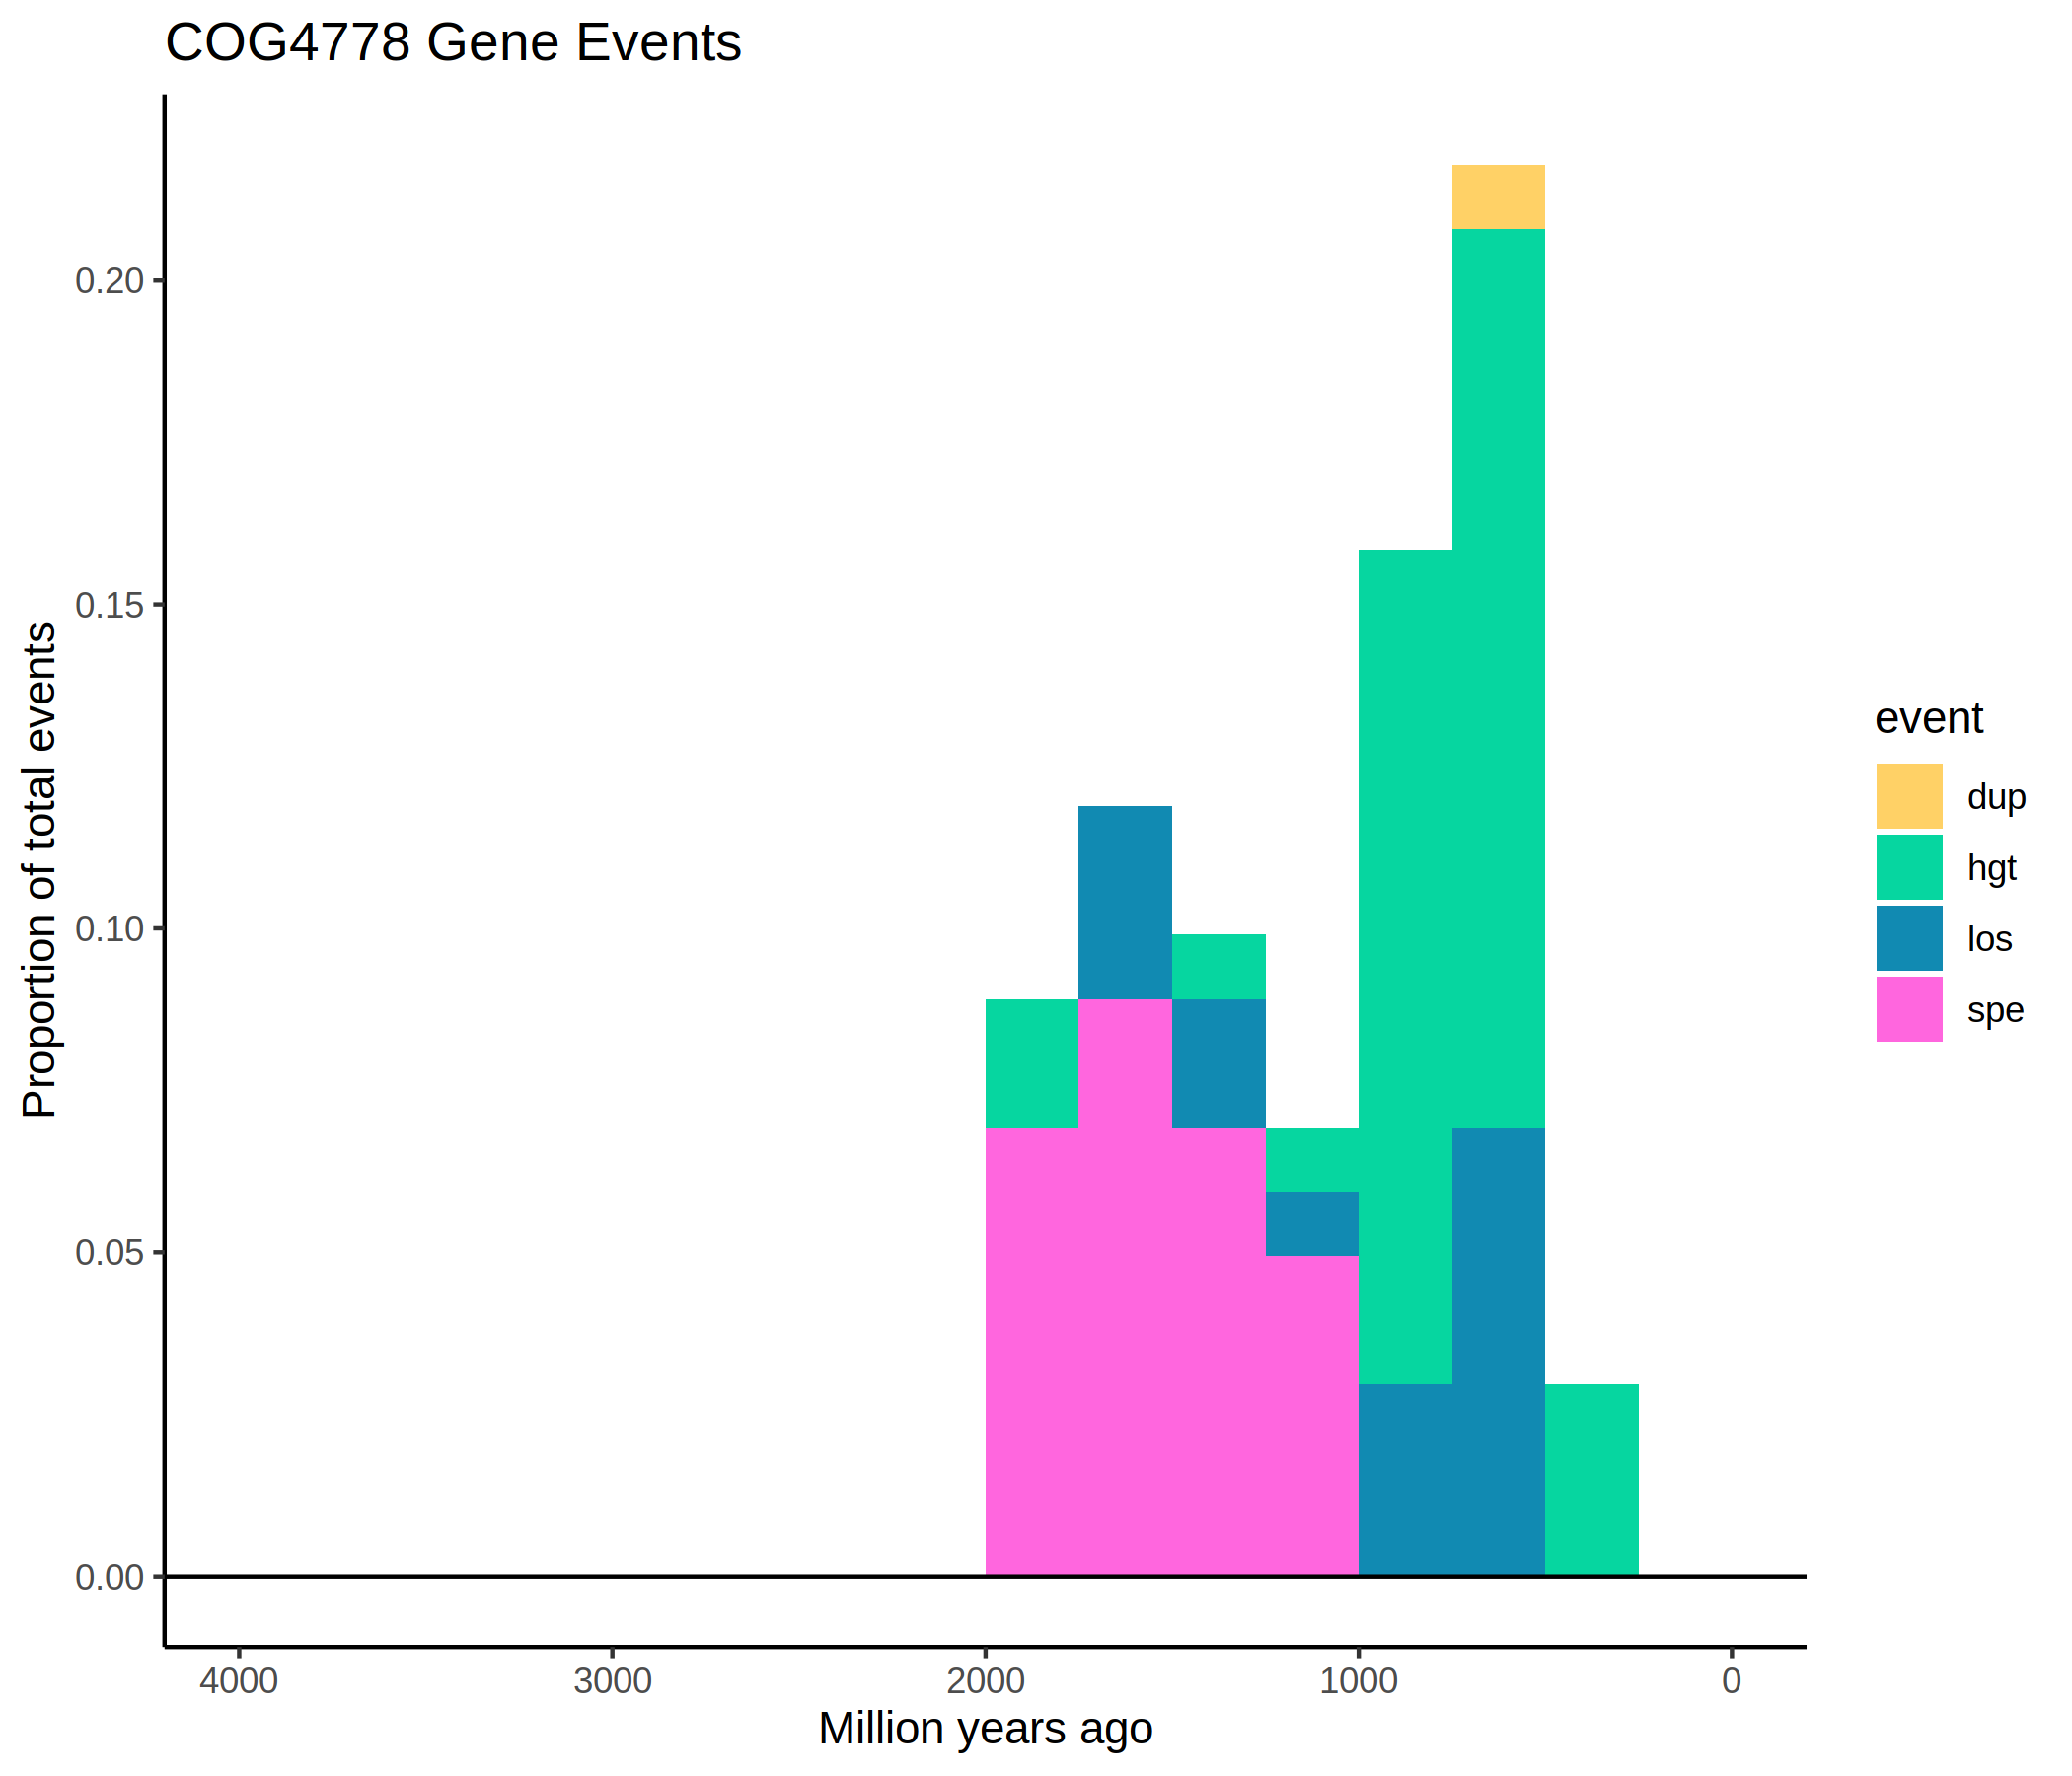 COG4778 Gene Events
Proportion of total events
0.20
0.15
0.10
0.05
0.00
4000 3000 2000 1000 0
Million years ago
event
dup
hgt
los
spe